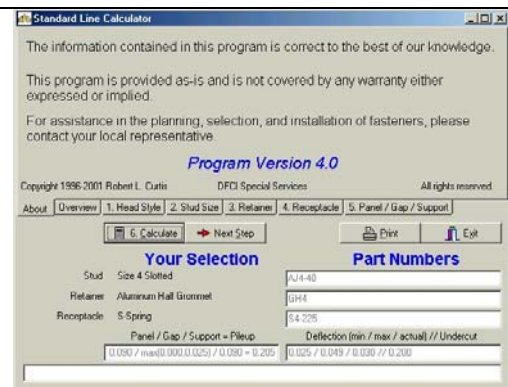 Standard Line Calculator
The information contained in this program is correct to the best of our knowledge.
This program is provided as-is and is not covered by any warranty either
expressed or implied.
For assistance in the planning, selection, and installation of fasteners, please
contact your local representative.
Program Version 4.0
Copyright 1996-2001 Robert L. Curtis DFCI Special Services All rights reserved
About Overview 1. Head Style 2. Stud Size 3. Retainer 4. Receptacle 5. Panel / Gap / Support
6. Calculate Next Step Print Exit
Your Selection Part Numbers
Stud Size 4 Slotted AJ4-40
Retainer Aluminum Half Grommet GH4
Receptacle S-Spring S4-225
Panel / Gap / Support = Pileup Deflection (min / max / actual) // Undercut
0.090 / max(0.000,0.025) / 0.090 = 0.205 0.025 / 0.049 / 0.030 // 0.200